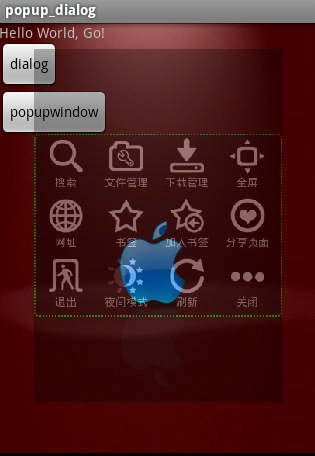 popup_dialog
Hello World, Go!
dialog
popupwindow
搜索 文件管理 下载管理 全屏
网址 书签 加入书签 分享页面
退出 夜间模式 刷新 关闭